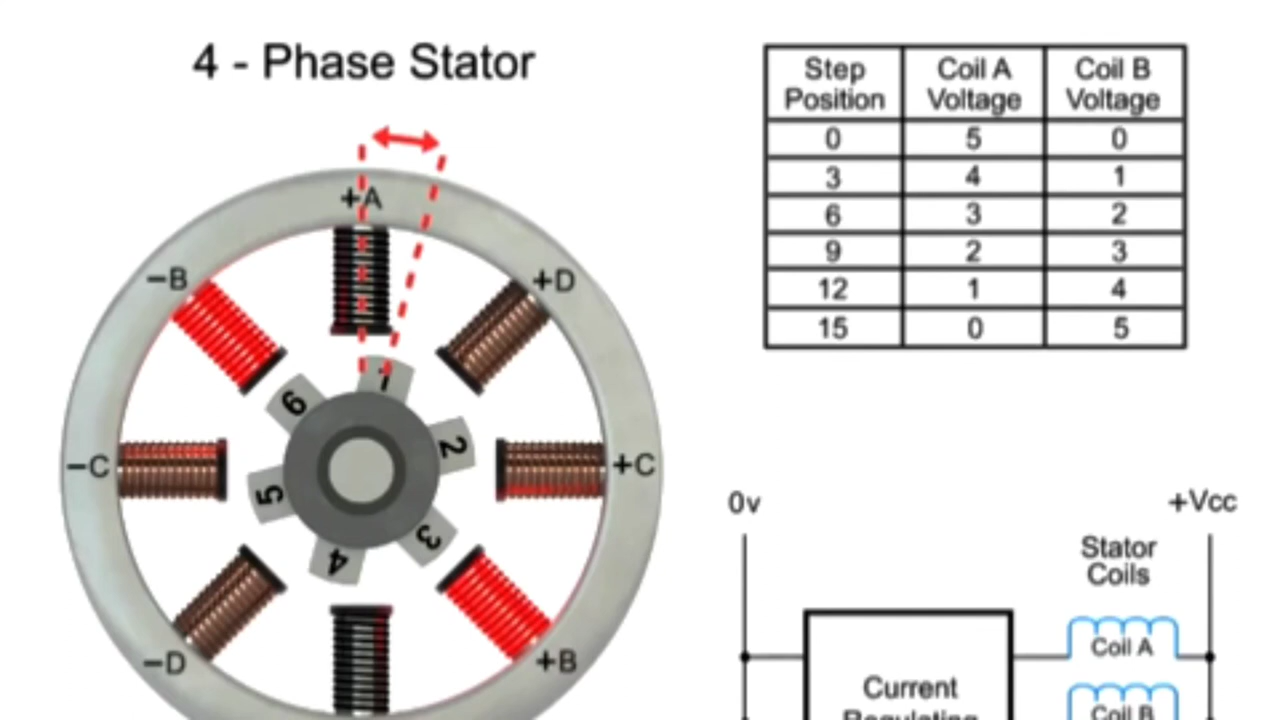 4 - Phase Stator
Step Position
Coil A Voltage
Coil B Voltage
0 5 0
3 4 1
6 3 2
9 2 3
12 1 4
15 0 5
+A
−B
+D
1
6
2
−C
+C
5
3
4
−D
+B
0v
+Vcc
Stator
Coils
Coil A
Current
Regulating
Coil B